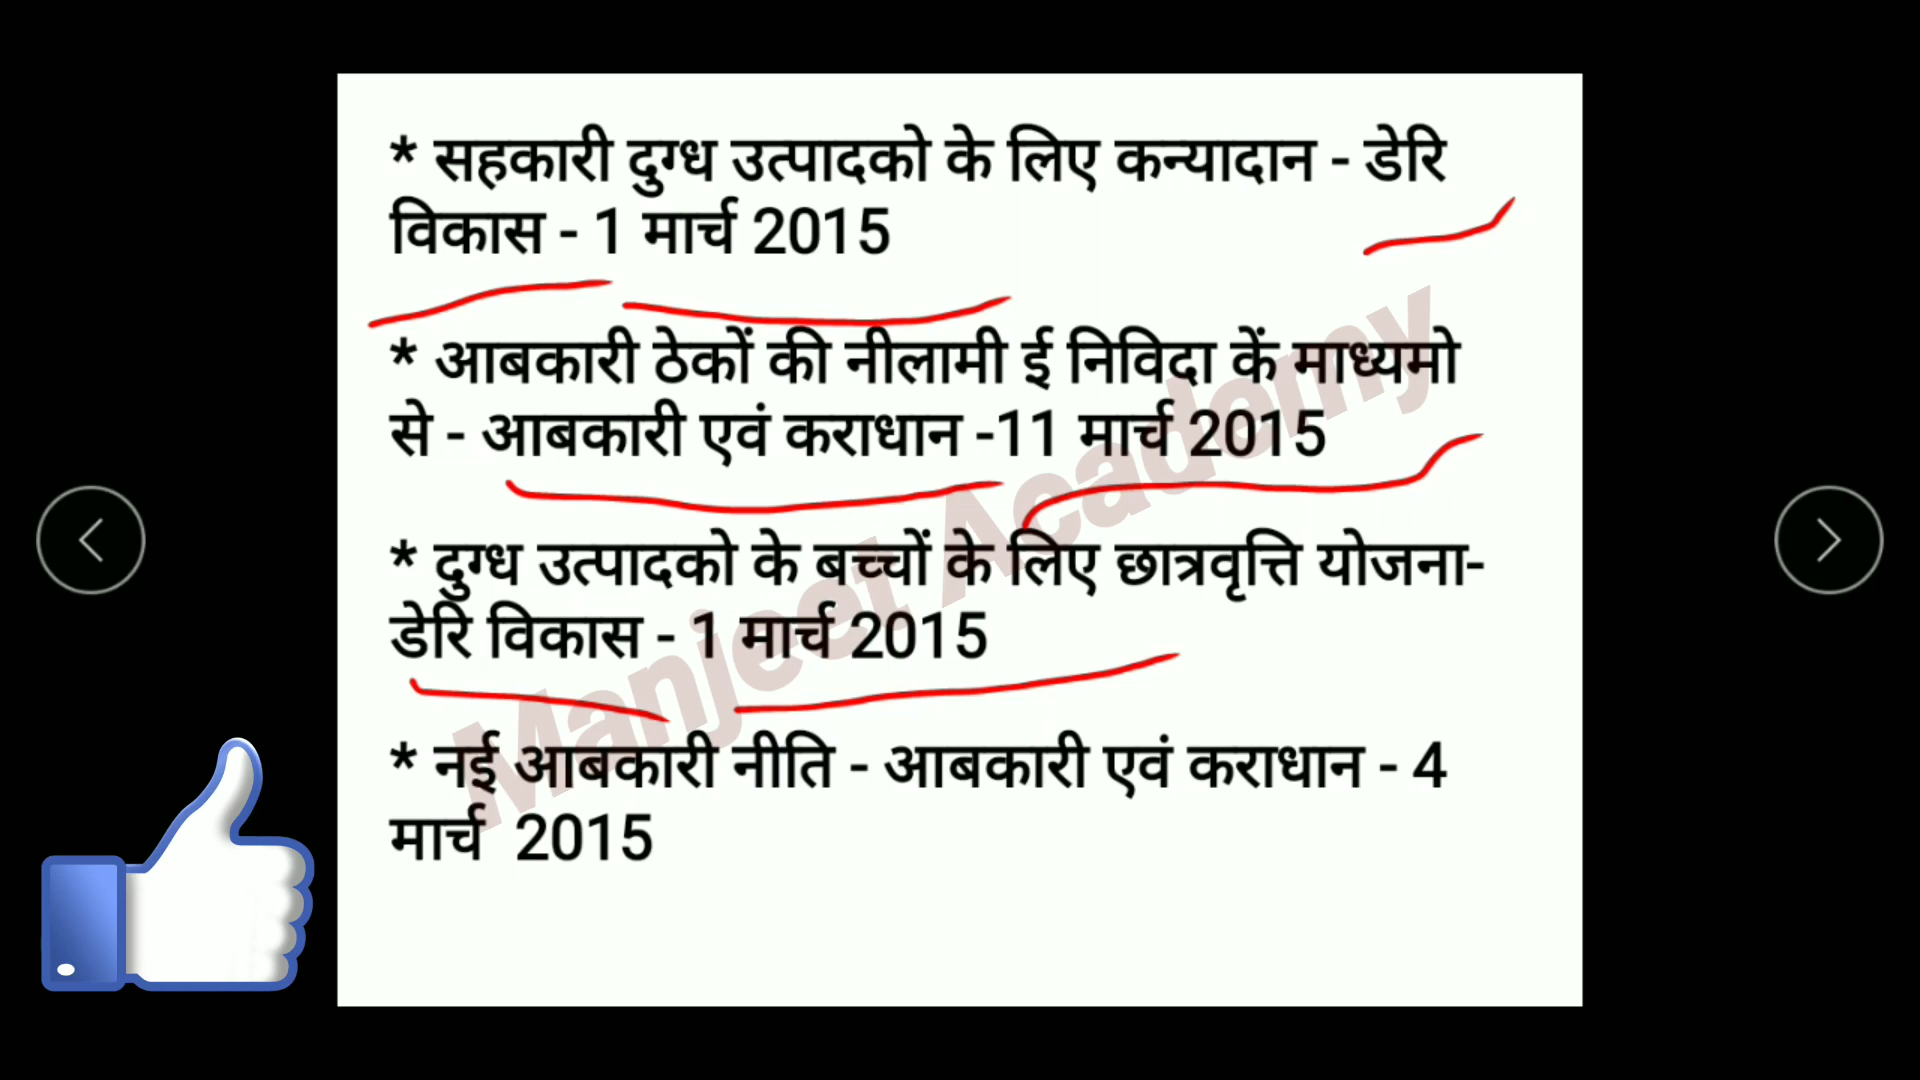 * सहकारी दुग्ध उत्पादको के लिए कन्यादान - डेरि
विकास - 1 मार्च 2015
* आबकारी ठेकों की नीलामी ई निविदा कें माध्यमो
से - आबकारी एवं कराधान -11 मार्च 2015
* दुग्ध उत्पादको के बच्चों के लिए छात्रवृत्ति योजना-
डेरि विकास - 1 मार्च 2015
* नई आबकारी नीति - आबकारी एवं कराधान - 4
मार्च 2015
Manjeet Academy